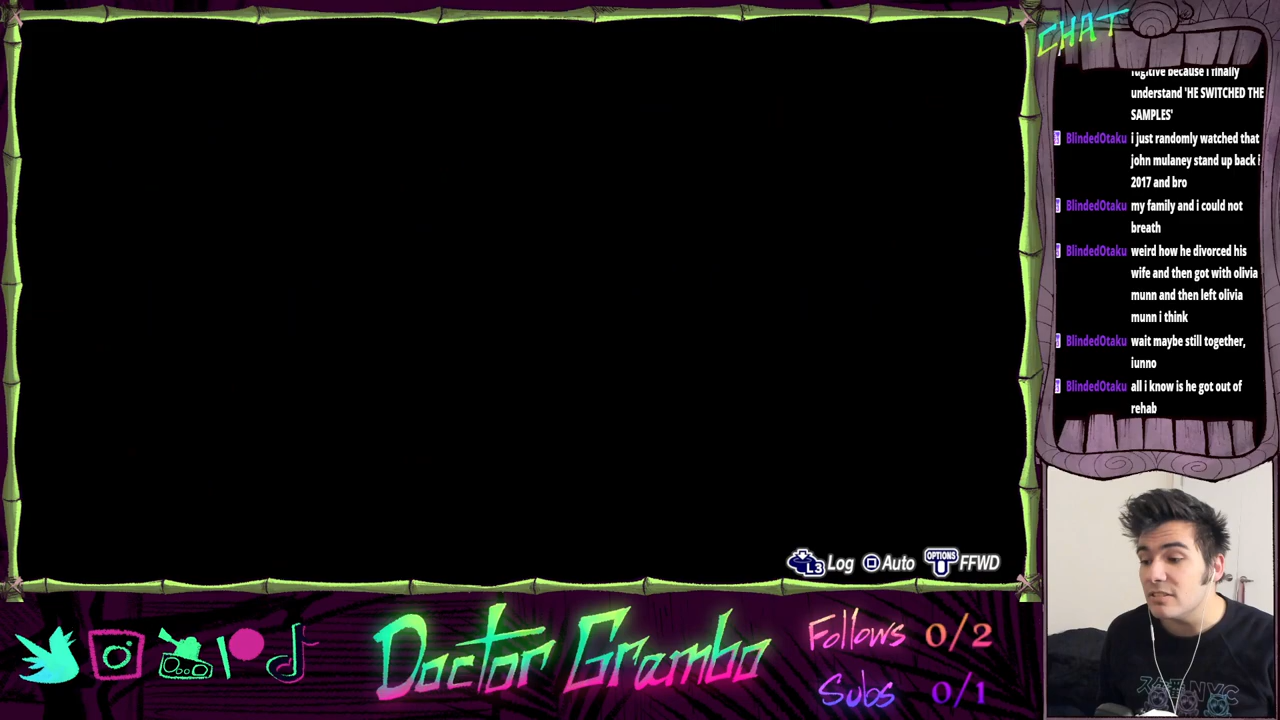 CHAT
fugitive because i finally
understand 'HE SWITCHED THE
SAMPLES'
BlindedOtaku i just randomly watched that
john mulaney stand up back i
2017 and bro
BlindedOtaku my family and i could not
breath
BlindedOtaku weird how he divorced his
wife and then got with olivia
munn and then left olivia
munn i think
BlindedOtaku wait maybe still together,
iunno
BlindedOtaku all i know is he got out of
rehab
L3 Log Auto OPTIONS FFWD
Doctor Grambo
Follows 0/2
Subs 0/1
NYC